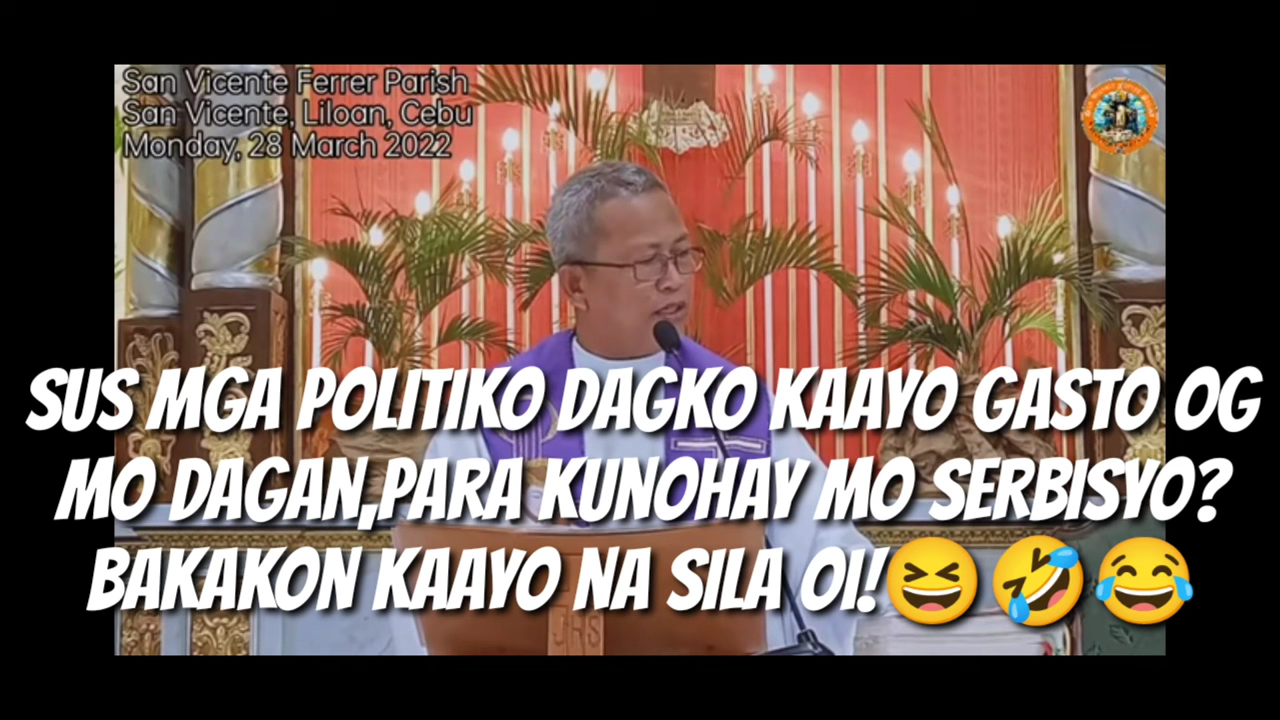 San Vicente Ferrer Parish
San Vicente, Liloan, Cebu
Monday, 28 March 2022
SUS MGA POLITIKO DAGKO KAAYO GASTO OG
MO DAGAN,PARA KUNOHAY MO SERBISYO?
BAKAKON KAAYO NA SILA OI!😆🤣😂
JHS